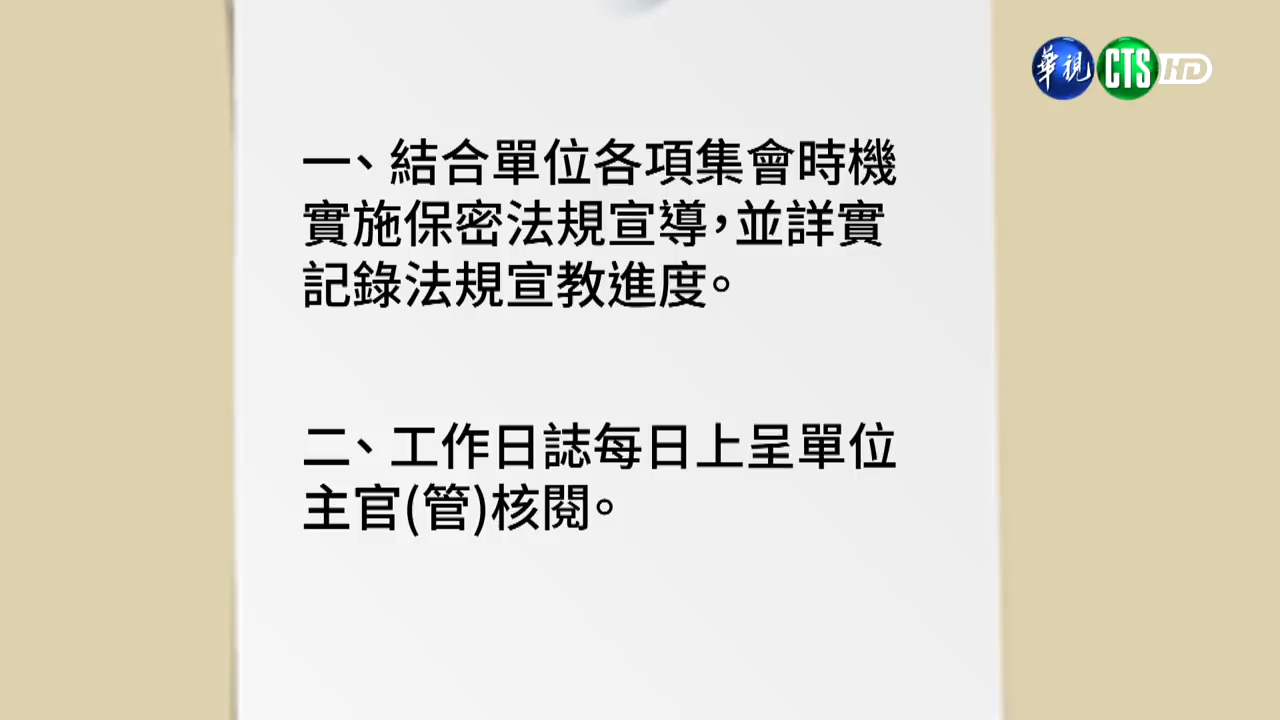 華視 CTS HD
一、結合單位各項集會時機
實施保密法規宣導，並詳實
記錄法規宣教進度。
二、工作日誌每日上呈單位
主官(管)核閱。